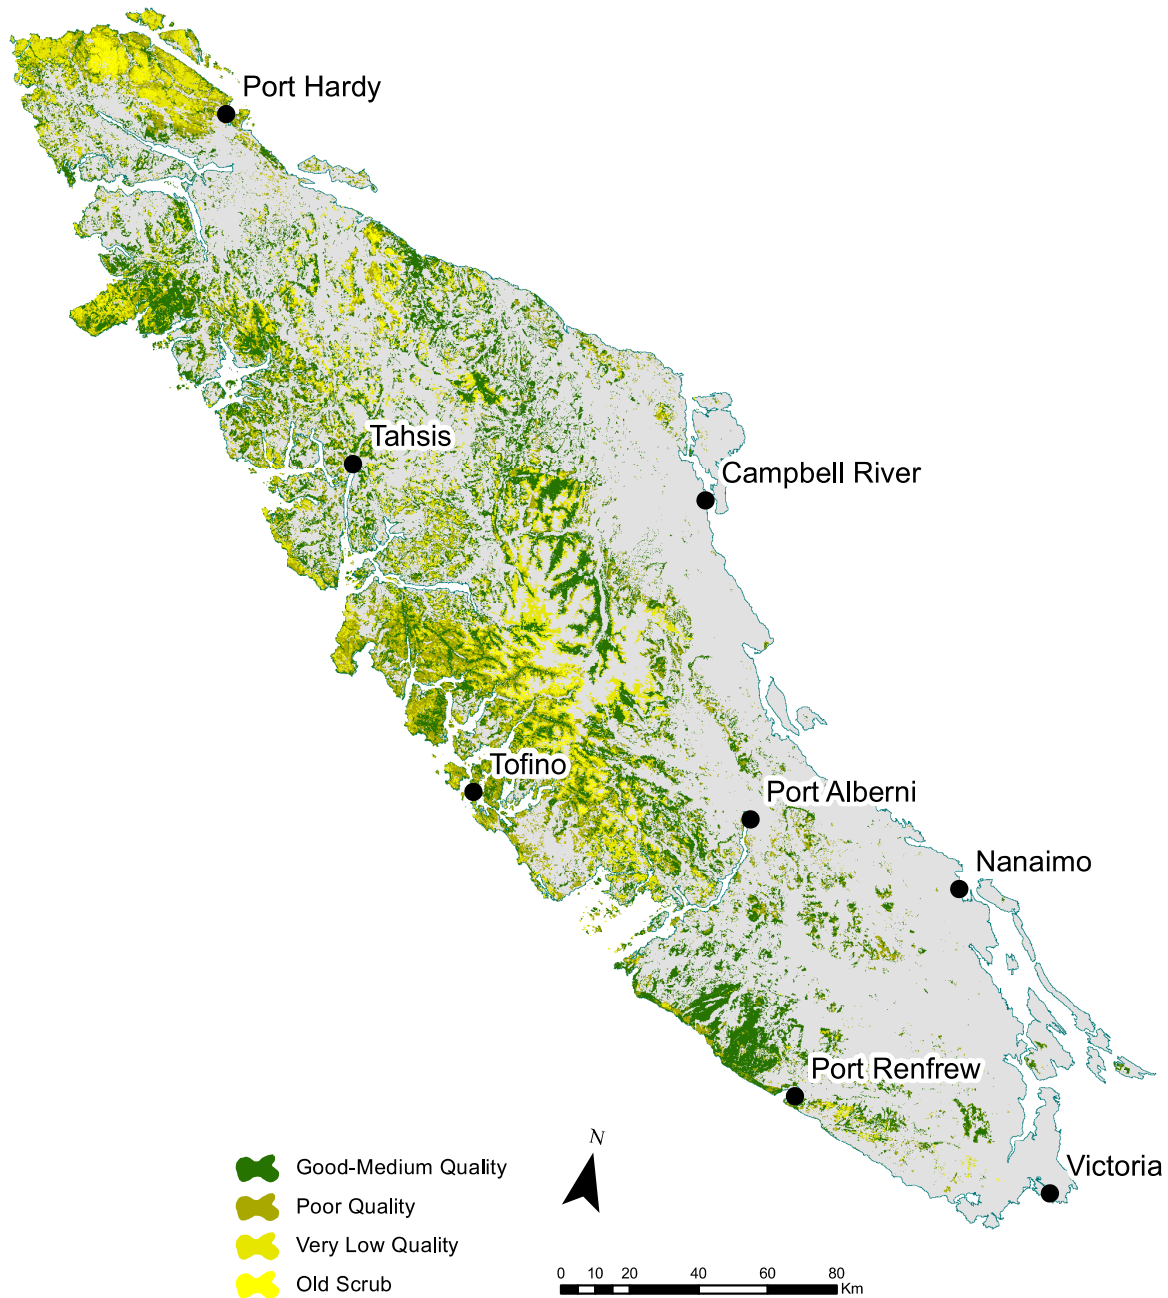 Port Hardy
Tahsis
Campbell River
Tofino
Port Alberni
Nanaimo
Port Renfrew
Victoria
N
Good-Medium Quality
Poor Quality
Very Low Quality
Old Scrub
0 10 20 40 60 80
Km